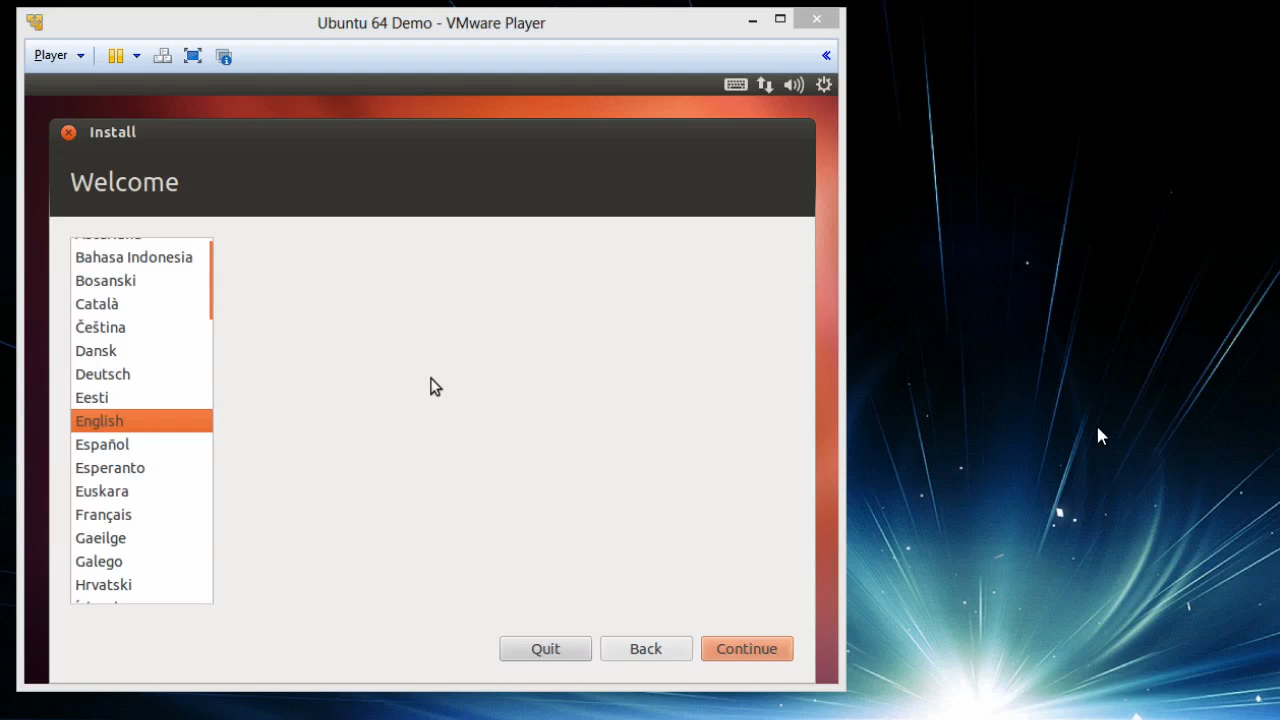 Ubuntu 64 Demo - VMware Player
Player
Install
Welcome
Bahasa Indonesia
Bosanski
Català
Čeština
Dansk
Deutsch
Eesti
English
Español
Esperanto
Euskara
Français
Gaeilge
Galego
Hrvatski
Quit
Back
Continue